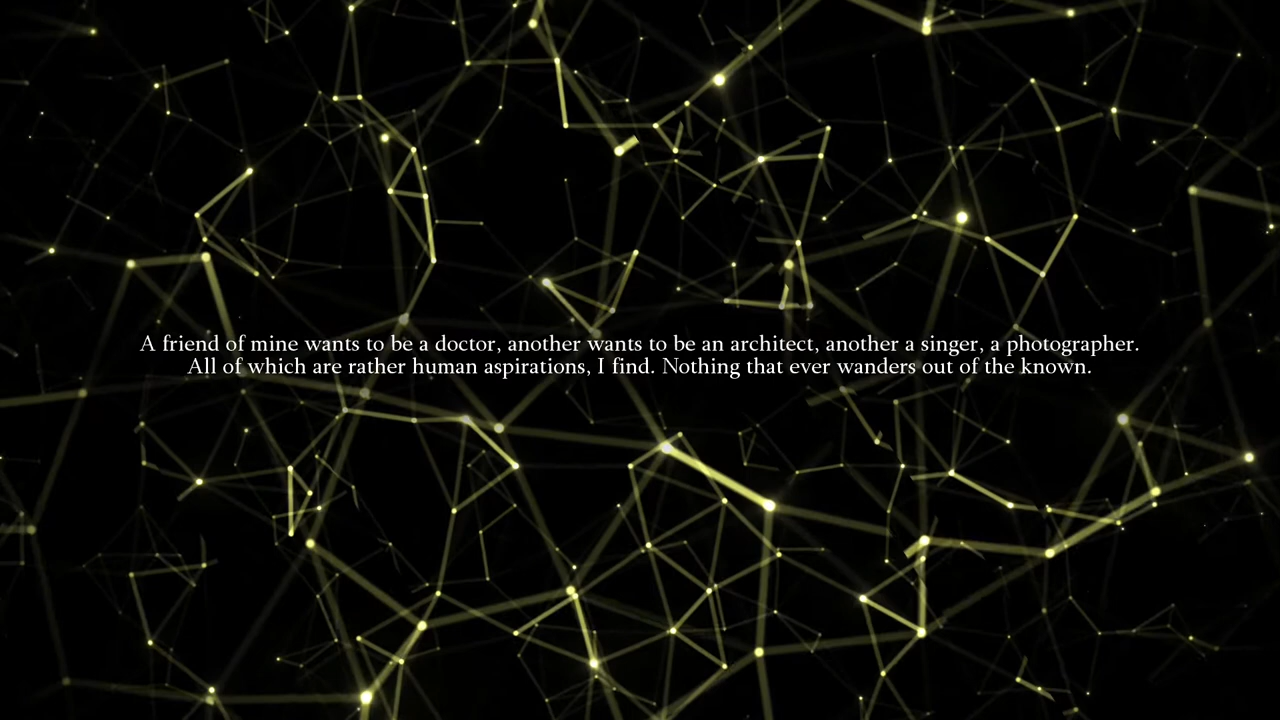 A friend of mine wants to be a doctor, another wants to be an architect, another a singer, a photographer.
All of which are rather human aspirations, I find. Nothing that ever wanders out of the known.